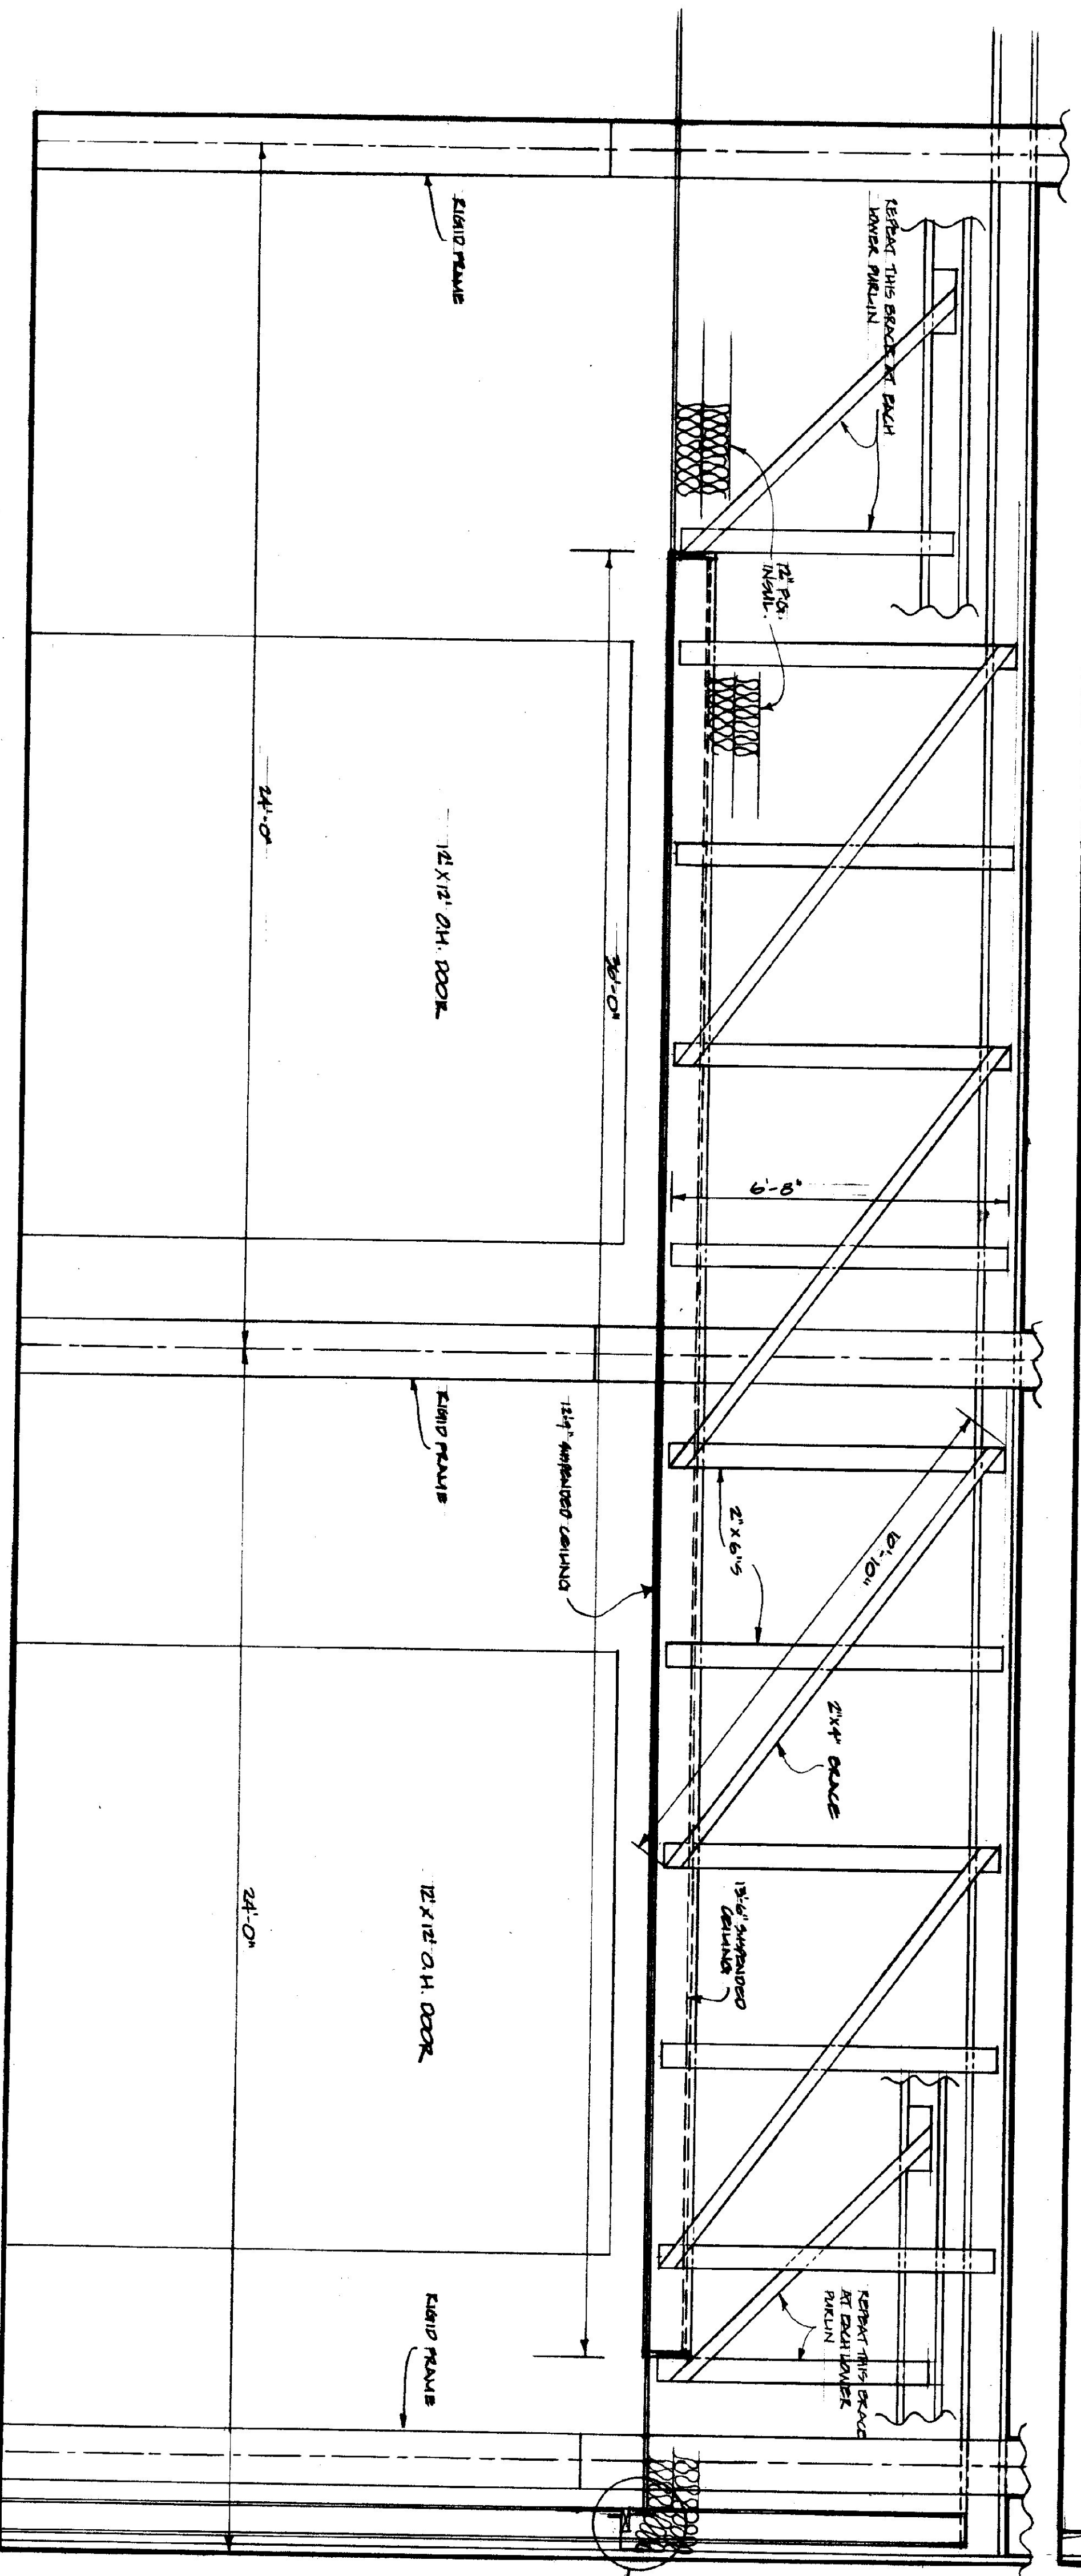 REPEAT THIS BRACE AT EACH
LOWER PURLIN
12" F.G.
INSUL.
RIGID FRAME
24'-0"
12' X 12' O.H. DOOR
36'-0"
6'-8"
RIGID FRAME
12'-9" SUSPENDED CEILING
2" X 6"S
10'-10"
2"X4" BRACE
13'-6" SUSPENDED
CEILING
12' X 12' O.H. DOOR
24'-0"
REPEAT THIS BRACE
AT EACH LOWER
PURLIN
RIGID FRAME